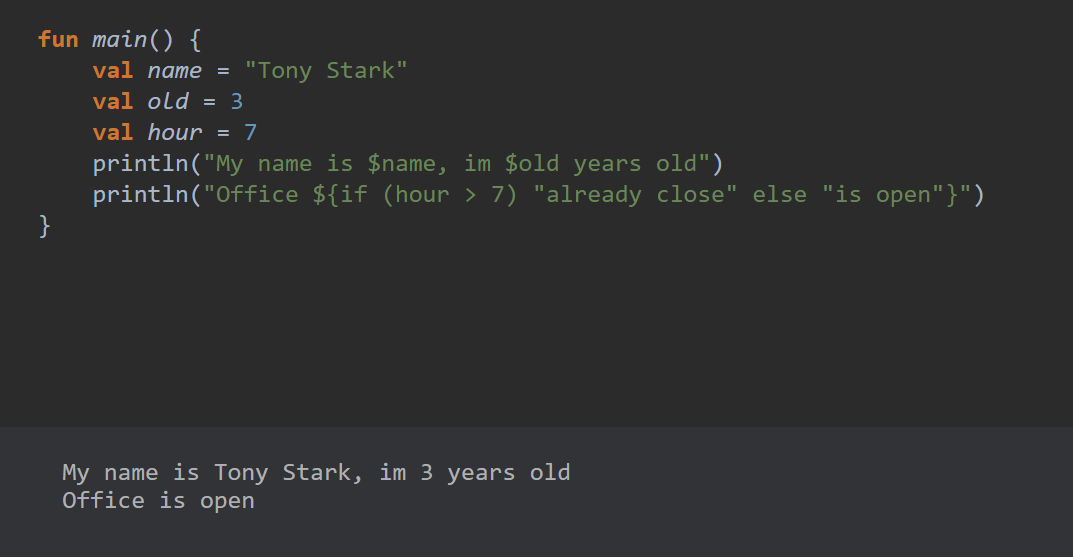 fun main() {
    val name = "Tony Stark"
    val old = 3
    val hour = 7
    println("My name is $name, im $old years old")
    println("Office ${if (hour > 7) "already close" else "is open"}")
}
My name is Tony Stark, im 3 years old
Office is open